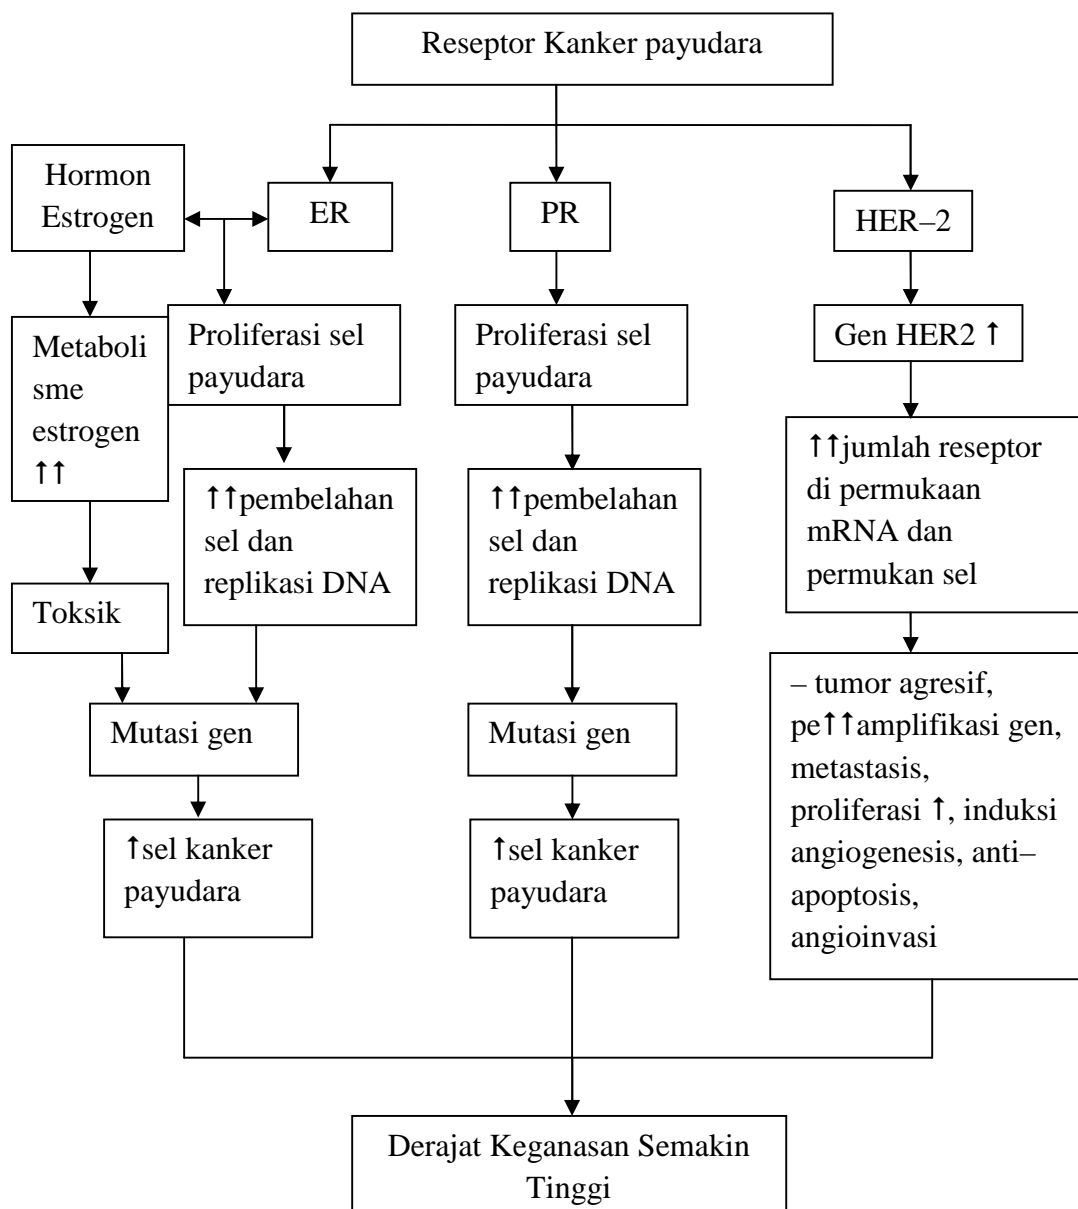 Reseptor Kanker payudara
Hormon
Estrogen
ER
PR
HER–2
Metaboli
sme
estrogen
↑↑
Proliferasi sel
payudara
Proliferasi sel
payudara
Gen HER2 ↑
↑↑pembelahan
sel dan
replikasi DNA
↑↑pembelahan
sel dan
replikasi DNA
↑↑jumlah reseptor
di permukaan
mRNA dan
permukan sel
Toksik
Mutasi gen
Mutasi gen
– tumor agresif,
pe↑↑amplifikasi gen,
metastasis,
proliferasi ↑, induksi
angiogenesis, anti–
apoptosis,
angioinvasi
↑sel kanker
payudara
↑sel kanker
payudara
Derajat Keganasan Semakin
Tinggi